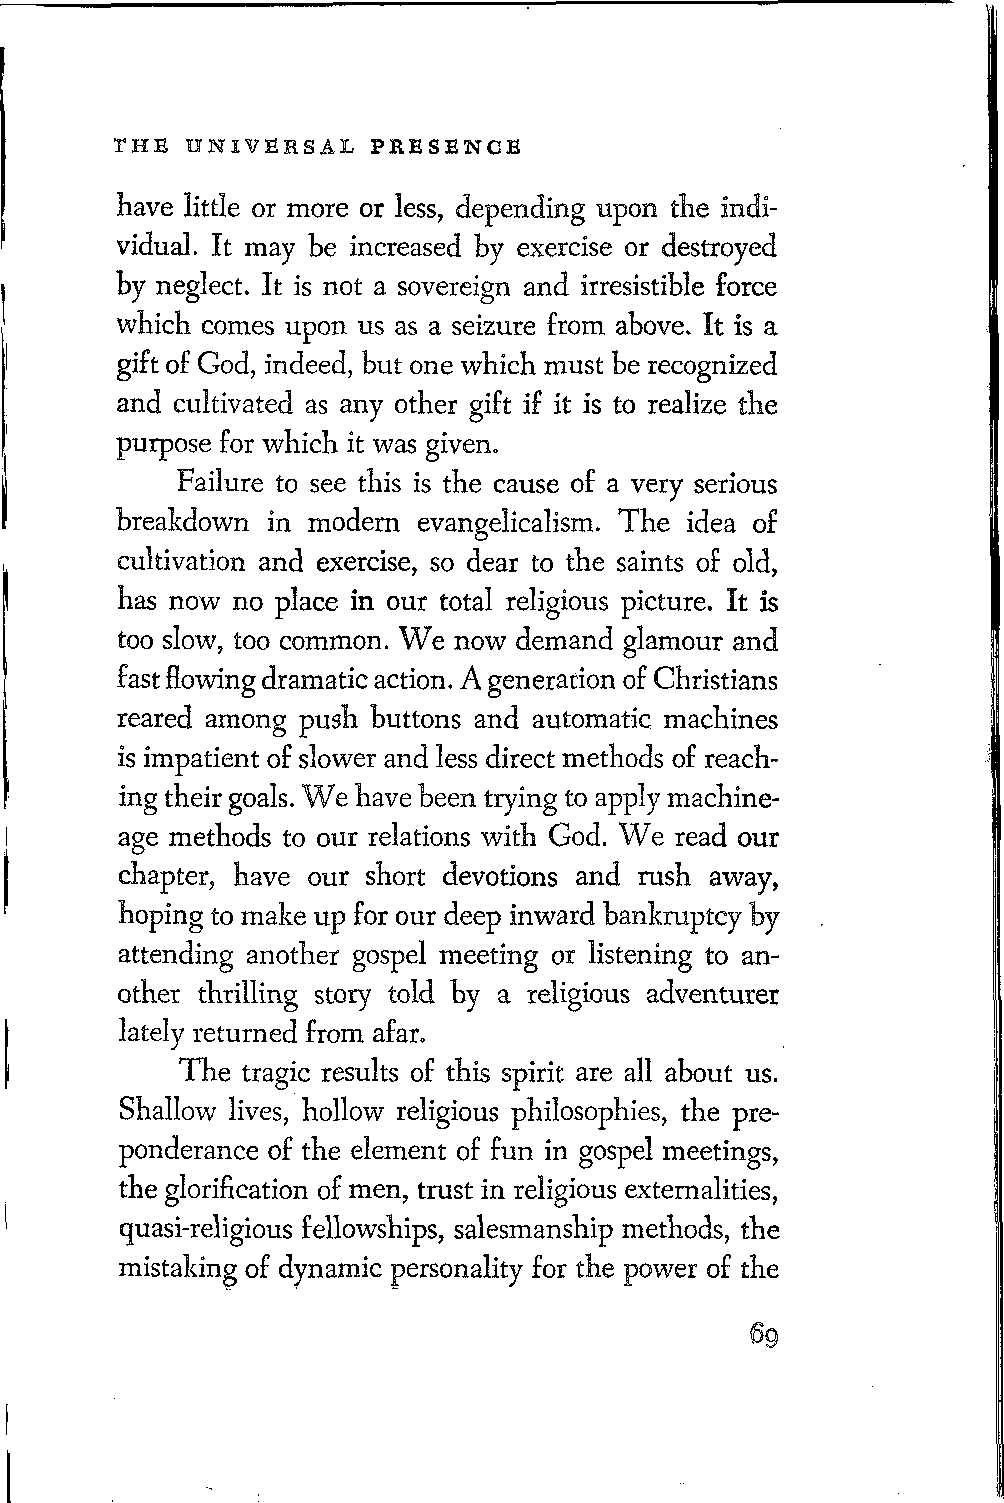 THE UNIVERSAL PRESENCE
have little or more or less, depending upon the indi-
vidual. It may be increased by exercise or destroyed
by neglect. It is not a sovereign and irresistible force
which comes upon us as a seizure from above. It is a
gift of God, indeed, but one which must be recognized
and cultivated as any other gift if it is to realize the
purpose for which it was given.
Failure to see this is the cause of a very serious
breakdown in modern evangelicalism. The idea of
cultivation and exercise, so dear to the saints of old,
has now no place in our total religious picture. It is
too slow, too common. We now demand glamour and
fast flowing dramatic action. A generation of Christians
reared among push buttons and automatic machines
is impatient of slower and less direct methods of reach-
ing their goals. We have been trying to apply machine-
age methods to our relations with God. We read our
chapter, have our short devotions and rush away,
hoping to make up for our deep inward bankruptcy by
attending another gospel meeting or listening to an-
other thrilling story told by a religious adventurer
lately returned from afar.
The tragic results of this spirit are all about us.
Shallow lives, hollow religious philosophies, the pre-
ponderance of the element of fun in gospel meetings,
the glorification of men, trust in religious externalities,
quasi-religious fellowships, salesmanship methods, the
mistaking of dynamic personality for the power of the
69